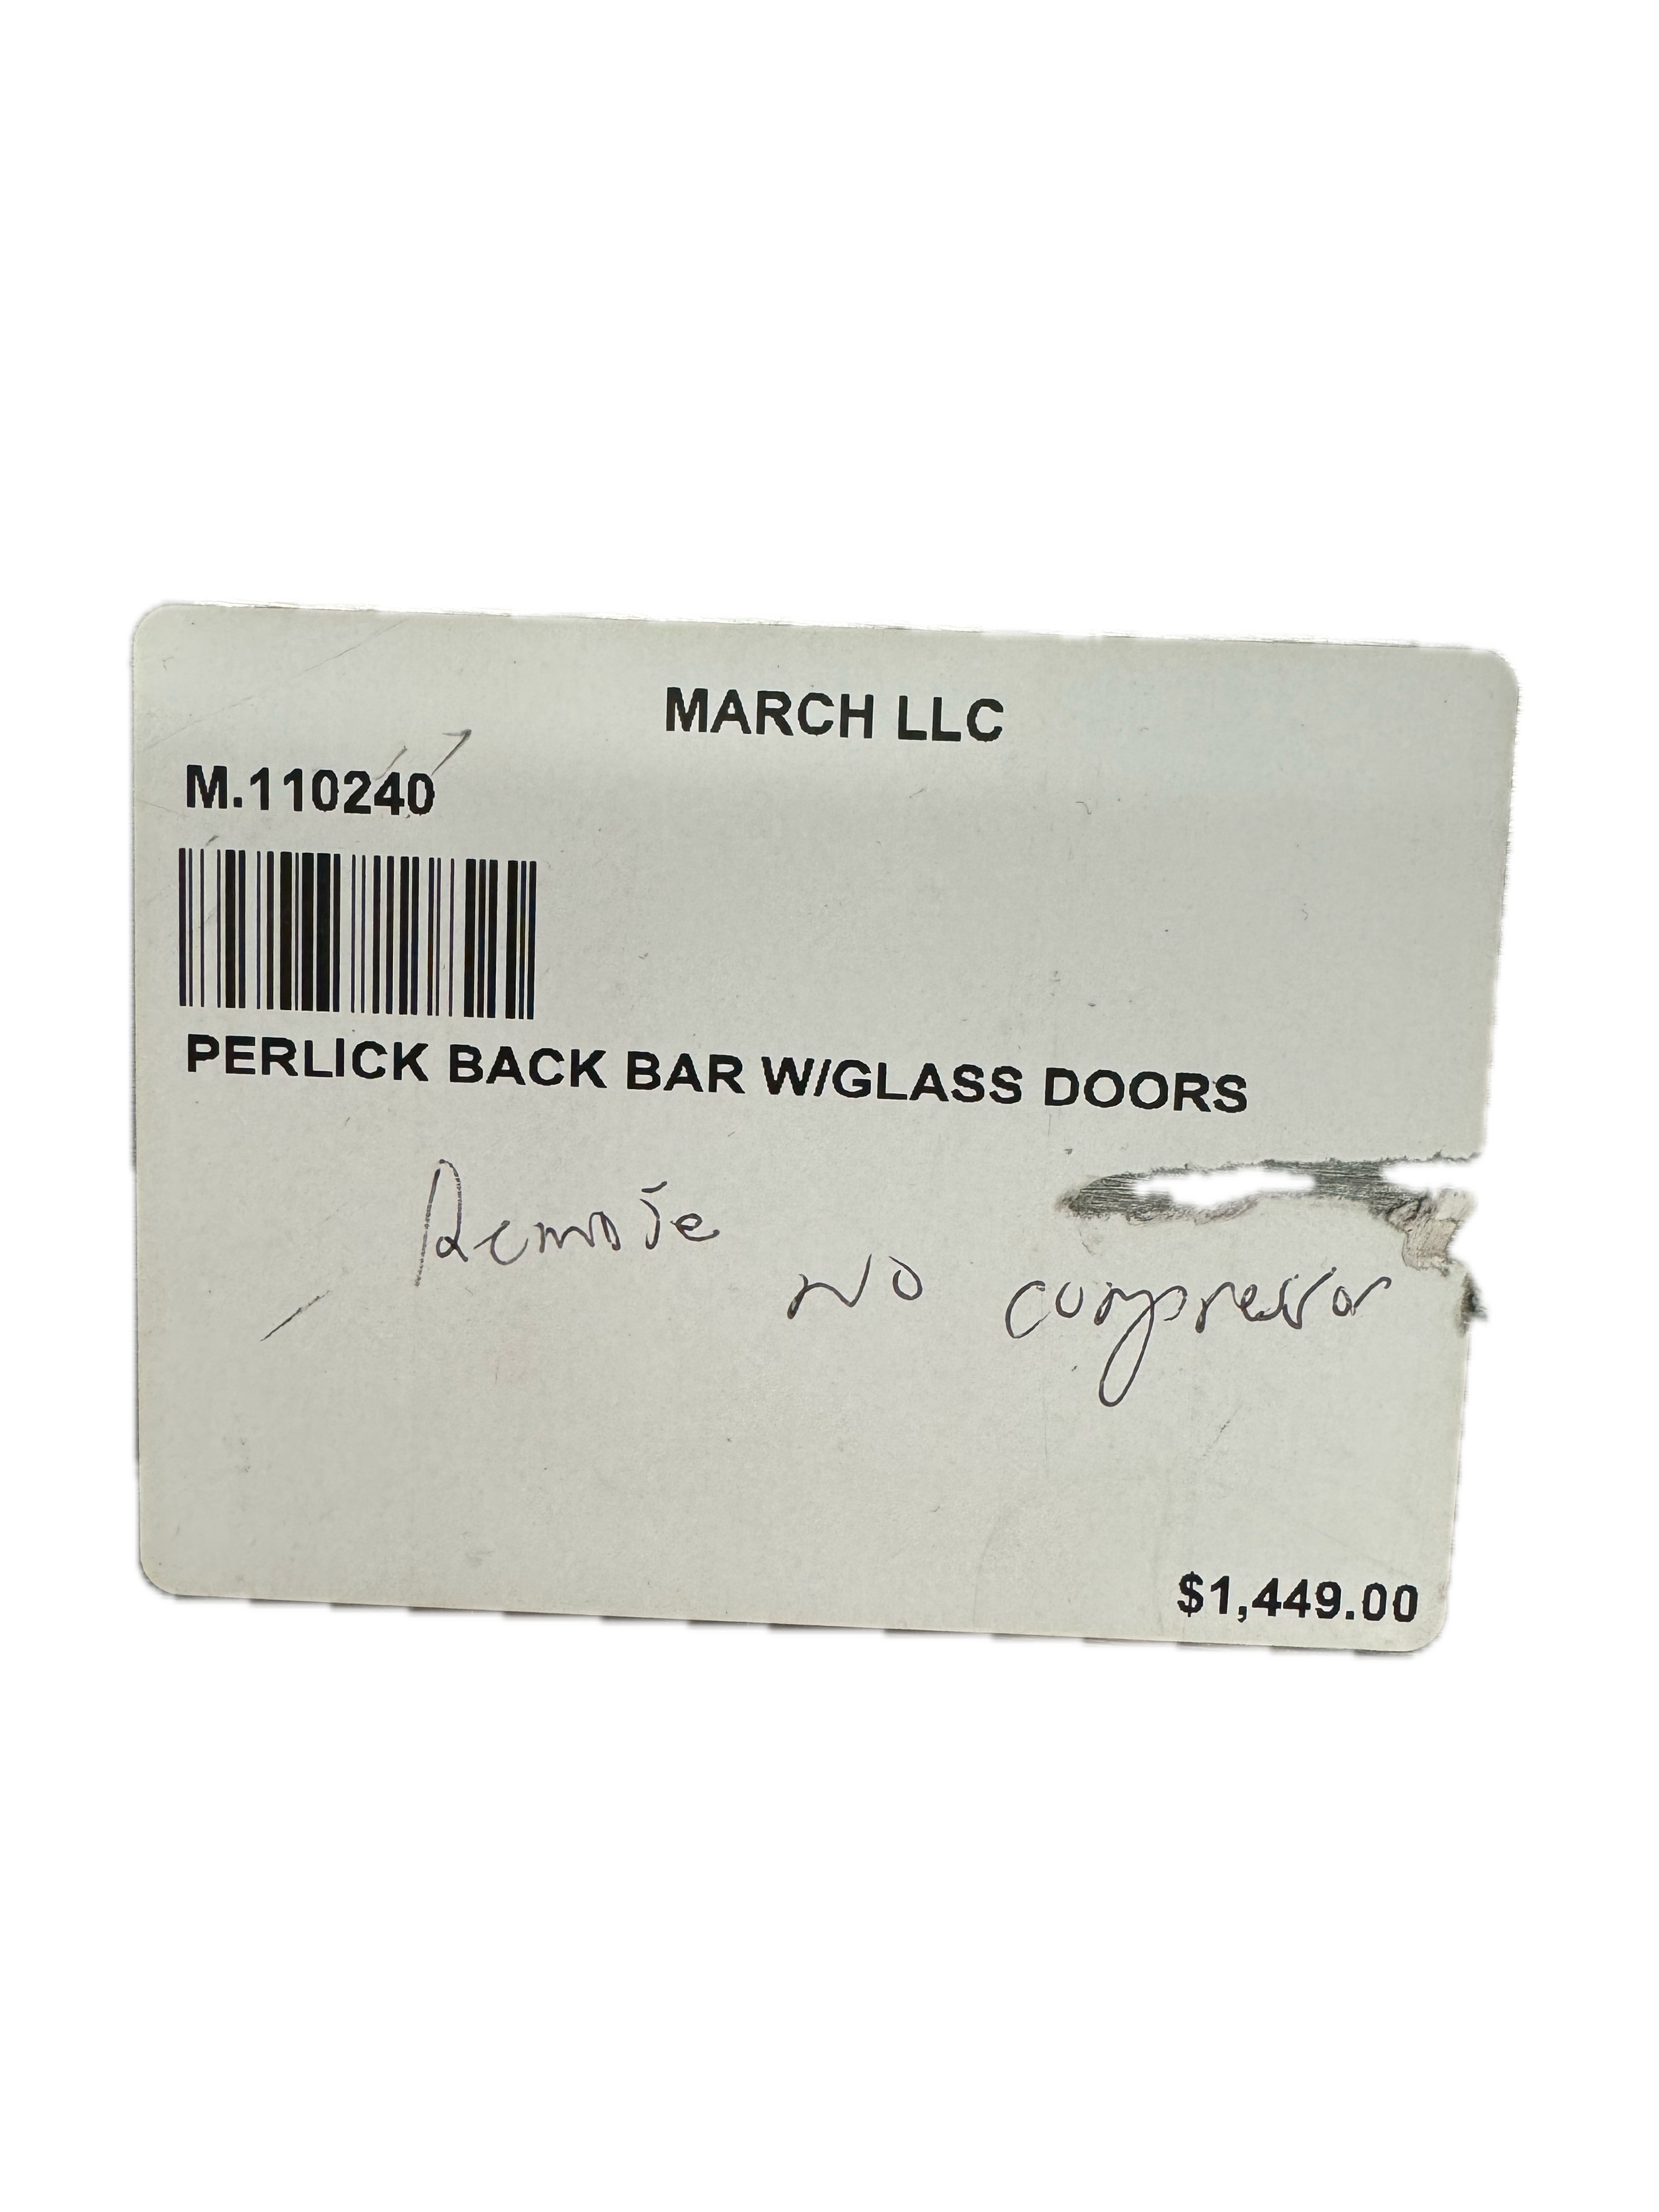 MARCH LLC
M.110240
PERLICK BACK BAR W/GLASS DOORS
Remote
NO compressor
$1,449.00